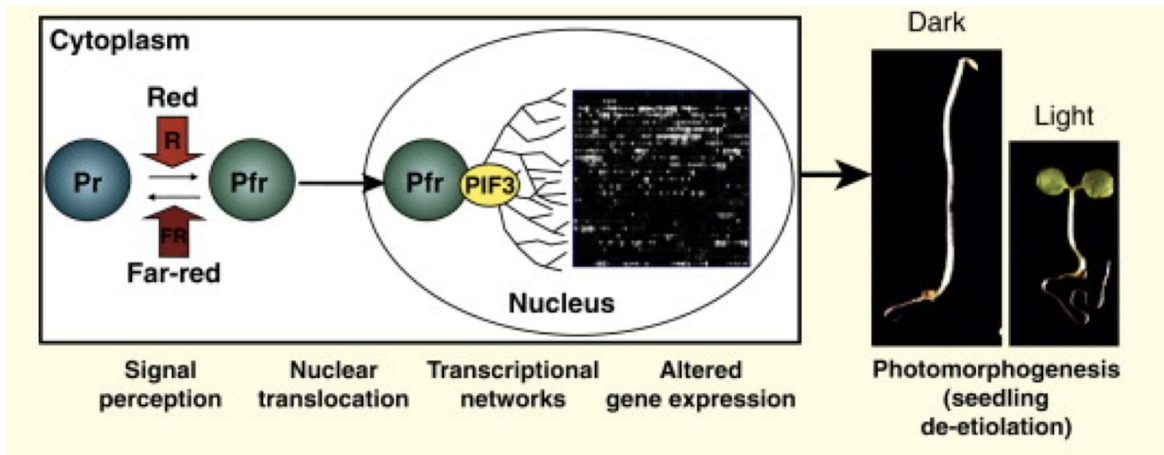 Cytoplasm
Red
R
Pr
Pfr
FR
Far-red
Pfr
PIF3
Nucleus
Dark
Light
Signal
perception
Nuclear
translocation
Transcriptional
networks
Altered
gene expression
Photomorphogenesis
(seedling
de-etiolation)